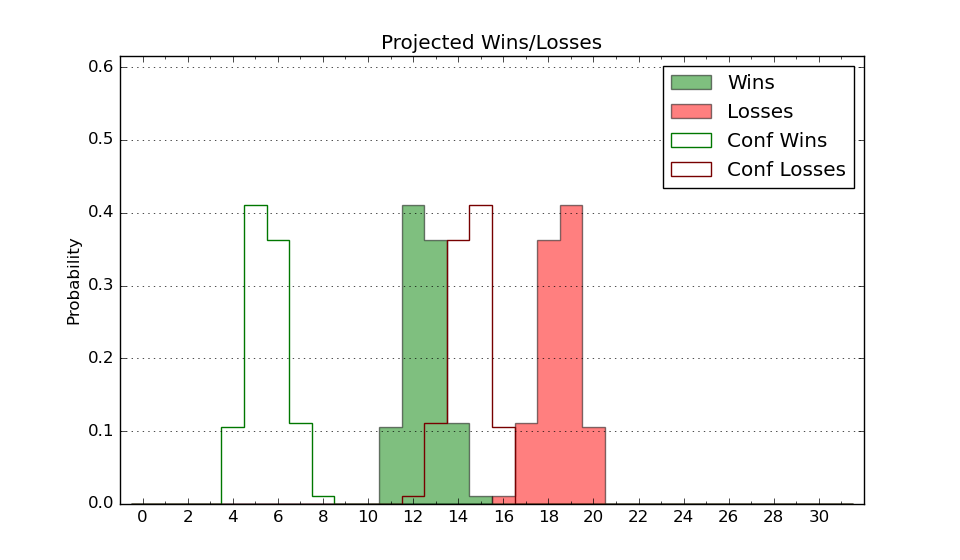 Projected Wins/Losses
Wins
Losses
Conf Wins
Conf Losses
Probability
0.6
0.5
0.4
0.3
0.2
0.1
0.0
0 2 4 6 8 10 12 14 16 18 20 22 24 26 28 30